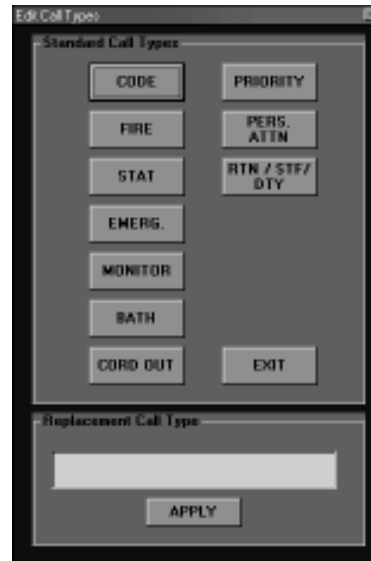 Edit Call Types
Standard Call Types
CODE
PRIORITY
FIRE
PERS.
ATTN
STAT
RTN / STF/
DTY
EMERG.
MONITOR
BATH
CORD OUT
EXIT
Replacement Call Type
APPLY